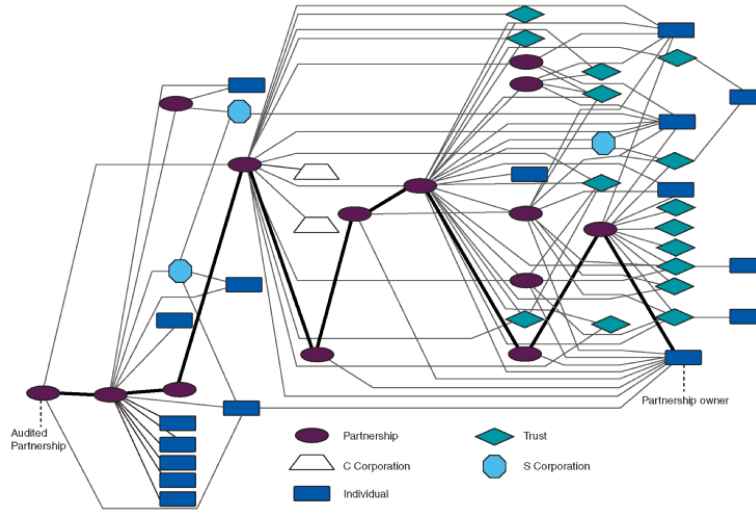 Audited
Partnership
Partnership owner
Partnership
Trust
C Corporation
S Corporation
Individual